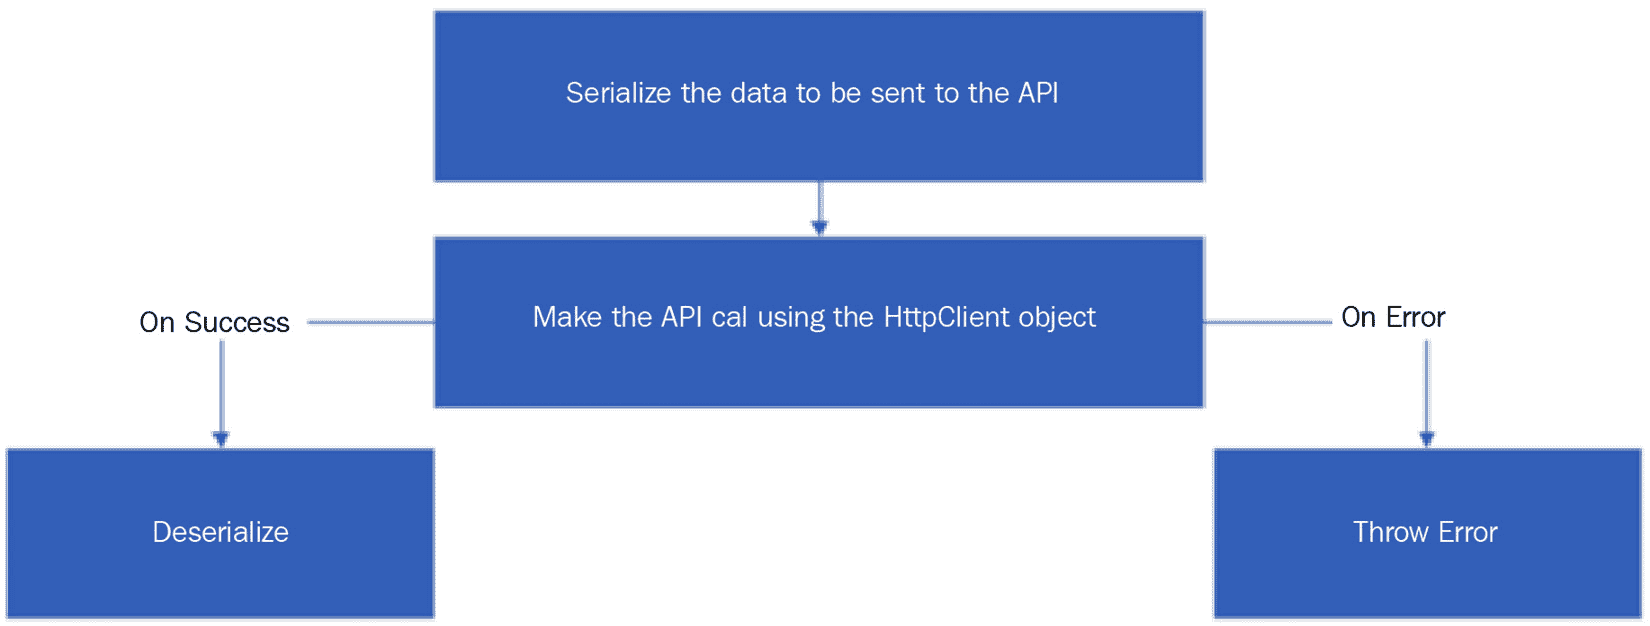 Serialize the data to be sent to the API
Make the API cal using the HttpClient object
On Success
On Error
Deserialize
Throw Error